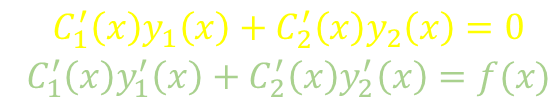 C₁′(x)y₁(x) + C₂′(x)y₂(x) = 0
C₁′(x)y₁′(x) + C₂′(x)y₂′(x) = f(x)